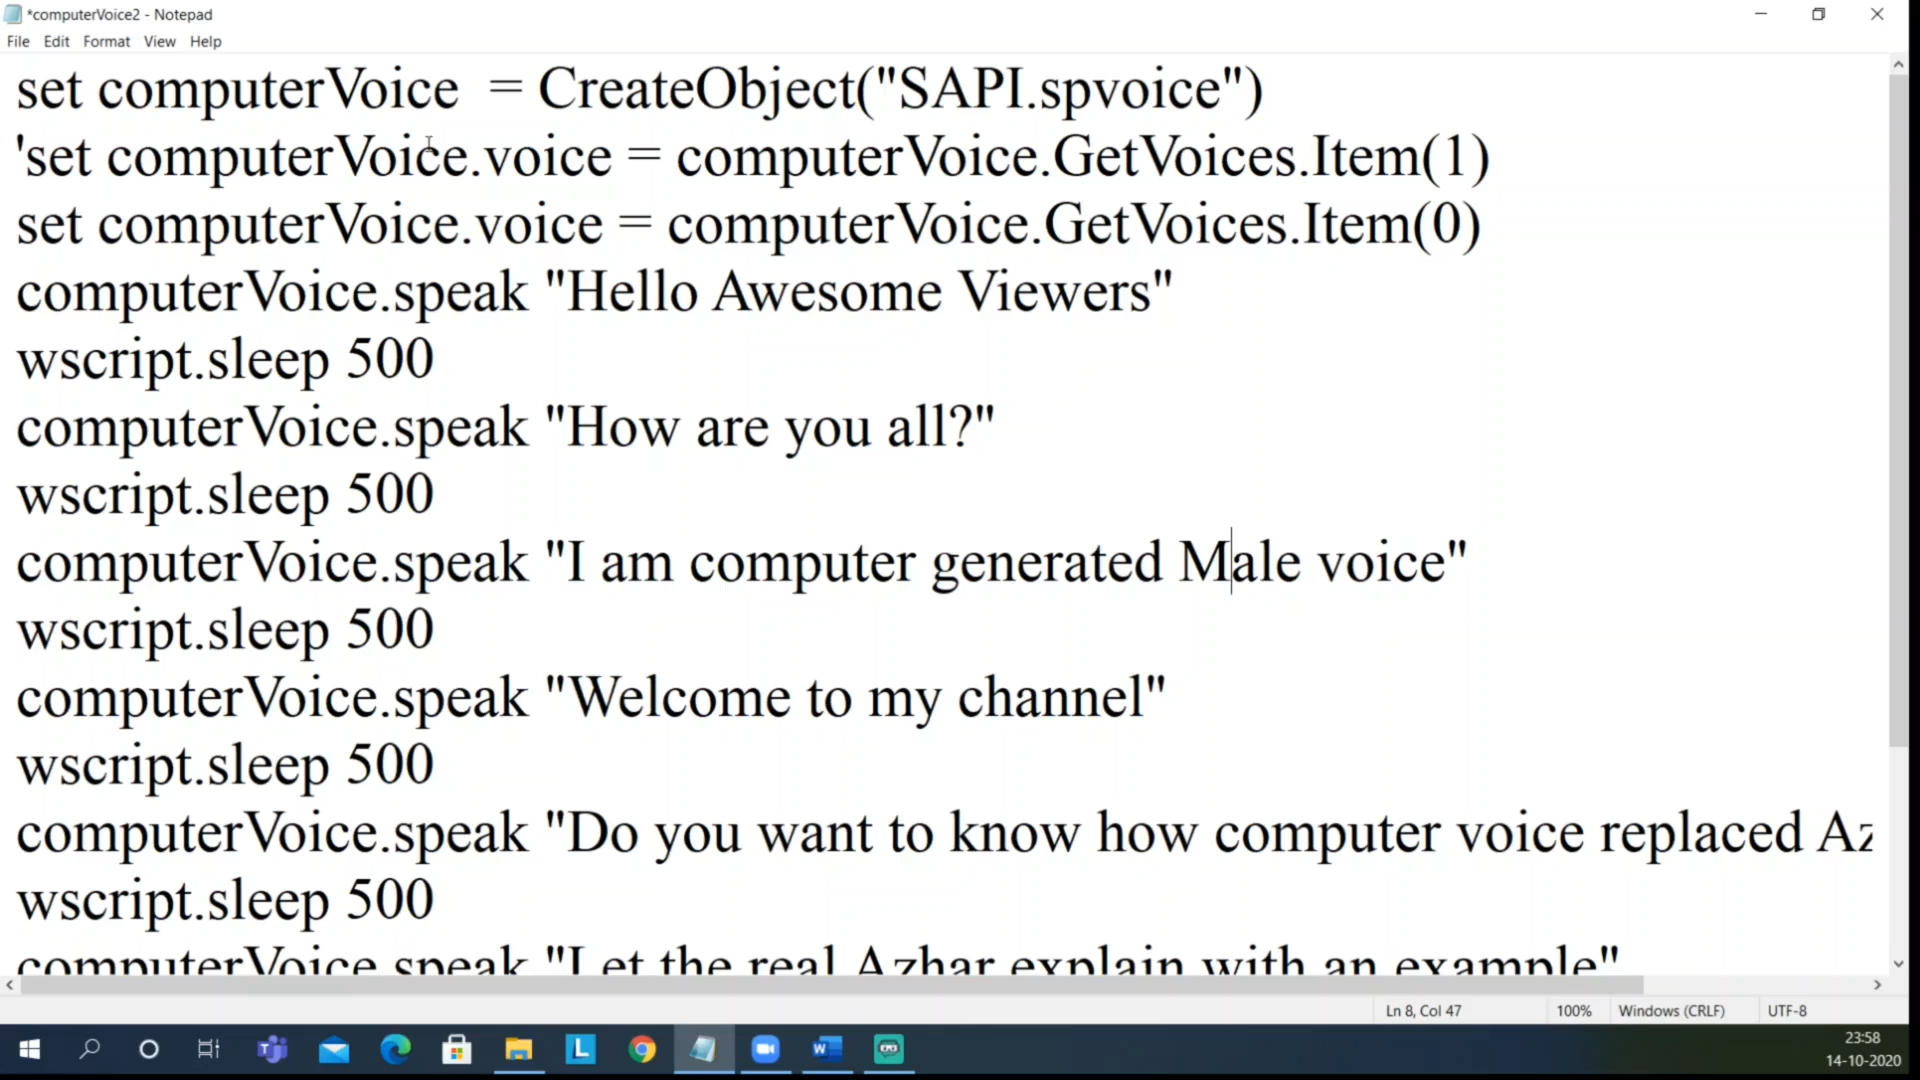 *computerVoice2 - Notepad
File Edit Format View Help
set computerVoice  = CreateObject("SAPI.spvoice")
'set computerVoice.voice = computerVoice.GetVoices.Item(1)
set computerVoice.voice = computerVoice.GetVoices.Item(0)
computerVoice.speak "Hello Awesome Viewers"
wscript.sleep 500
computerVoice.speak "How are you all?"
wscript.sleep 500
computerVoice.speak "I am computer generated Male voice"
wscript.sleep 500
computerVoice.speak "Welcome to my channel"
wscript.sleep 500
computerVoice.speak "Do you want to know how computer voice replaced Az
wscript.sleep 500
computerVoice.speak "Let the real Azhar explain with an example"
Ln 8, Col 47 100% Windows (CRLF) UTF-8
23:58
14-10-2020